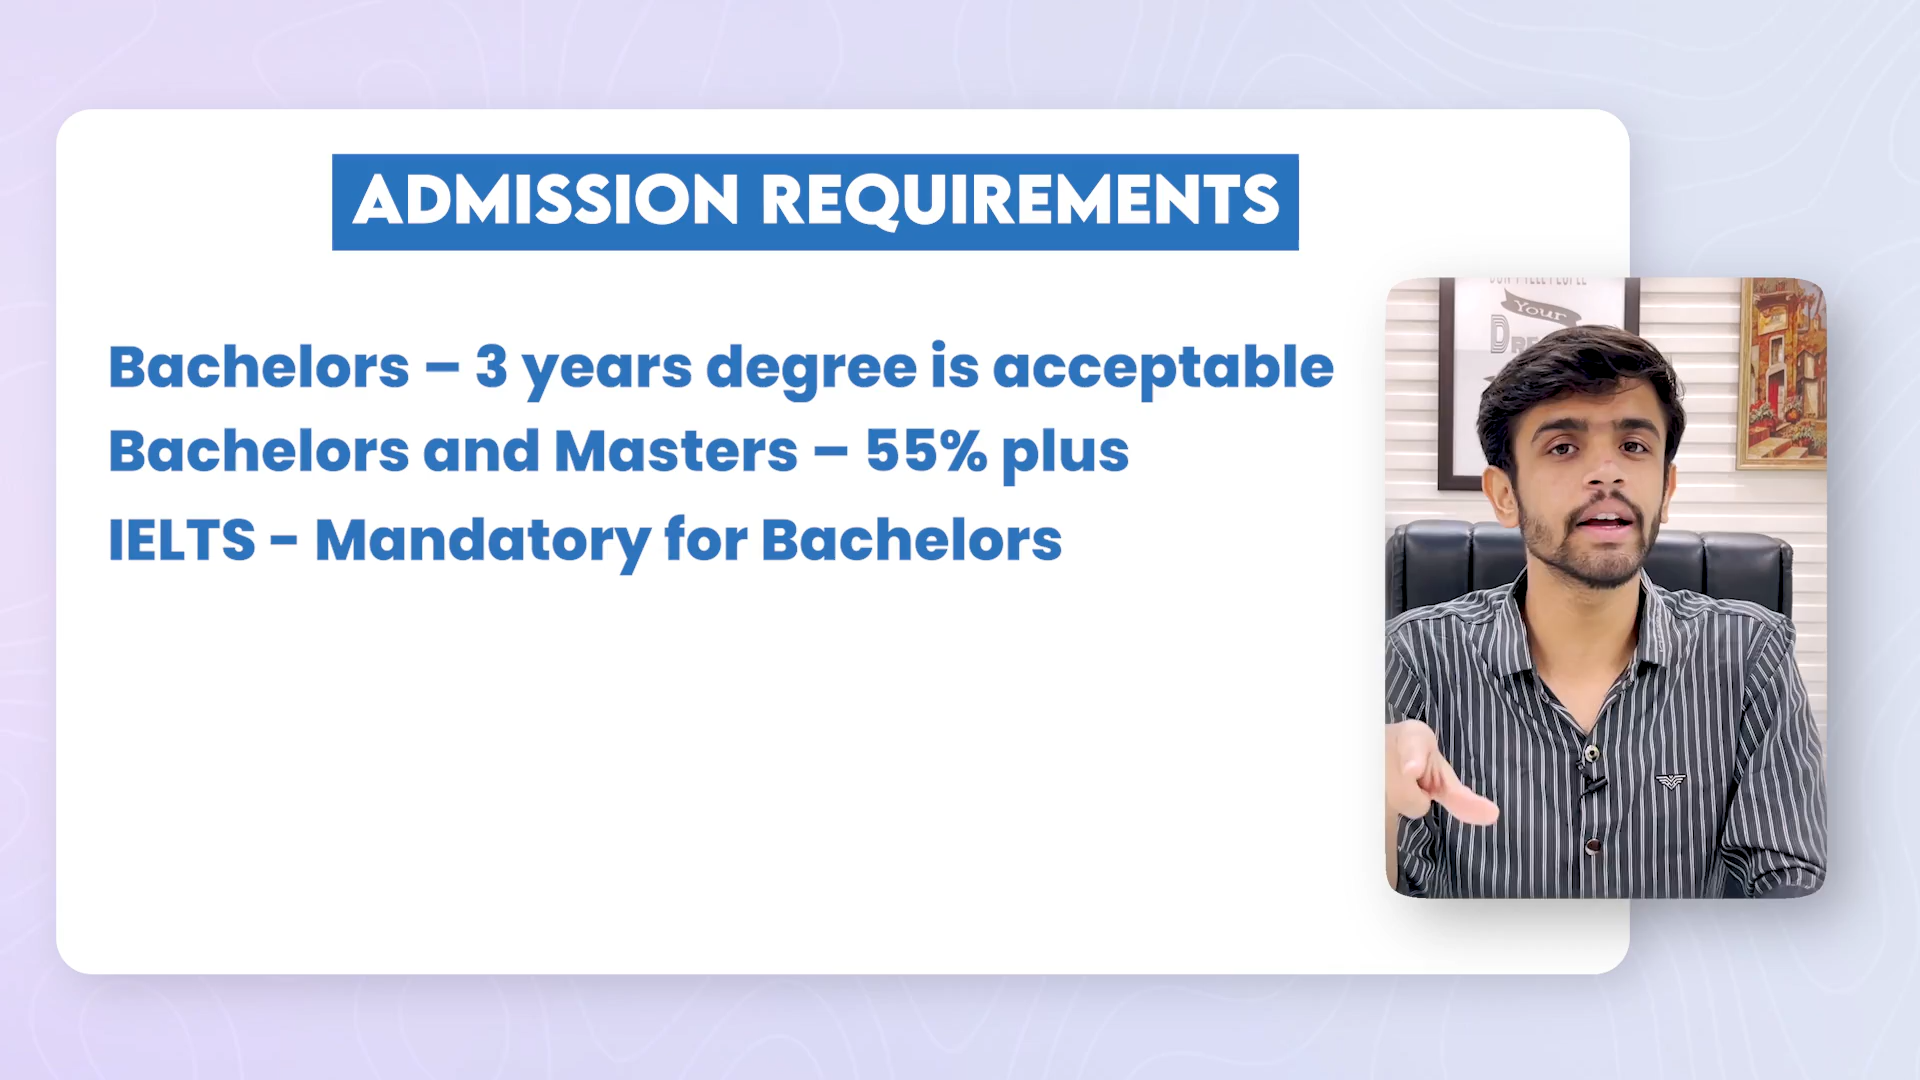 ADMISSION REQUIREMENTS
Bachelors – 3 years degree is acceptable
Bachelors and Masters – 55% plus
IELTS - Mandatory for Bachelors
Your